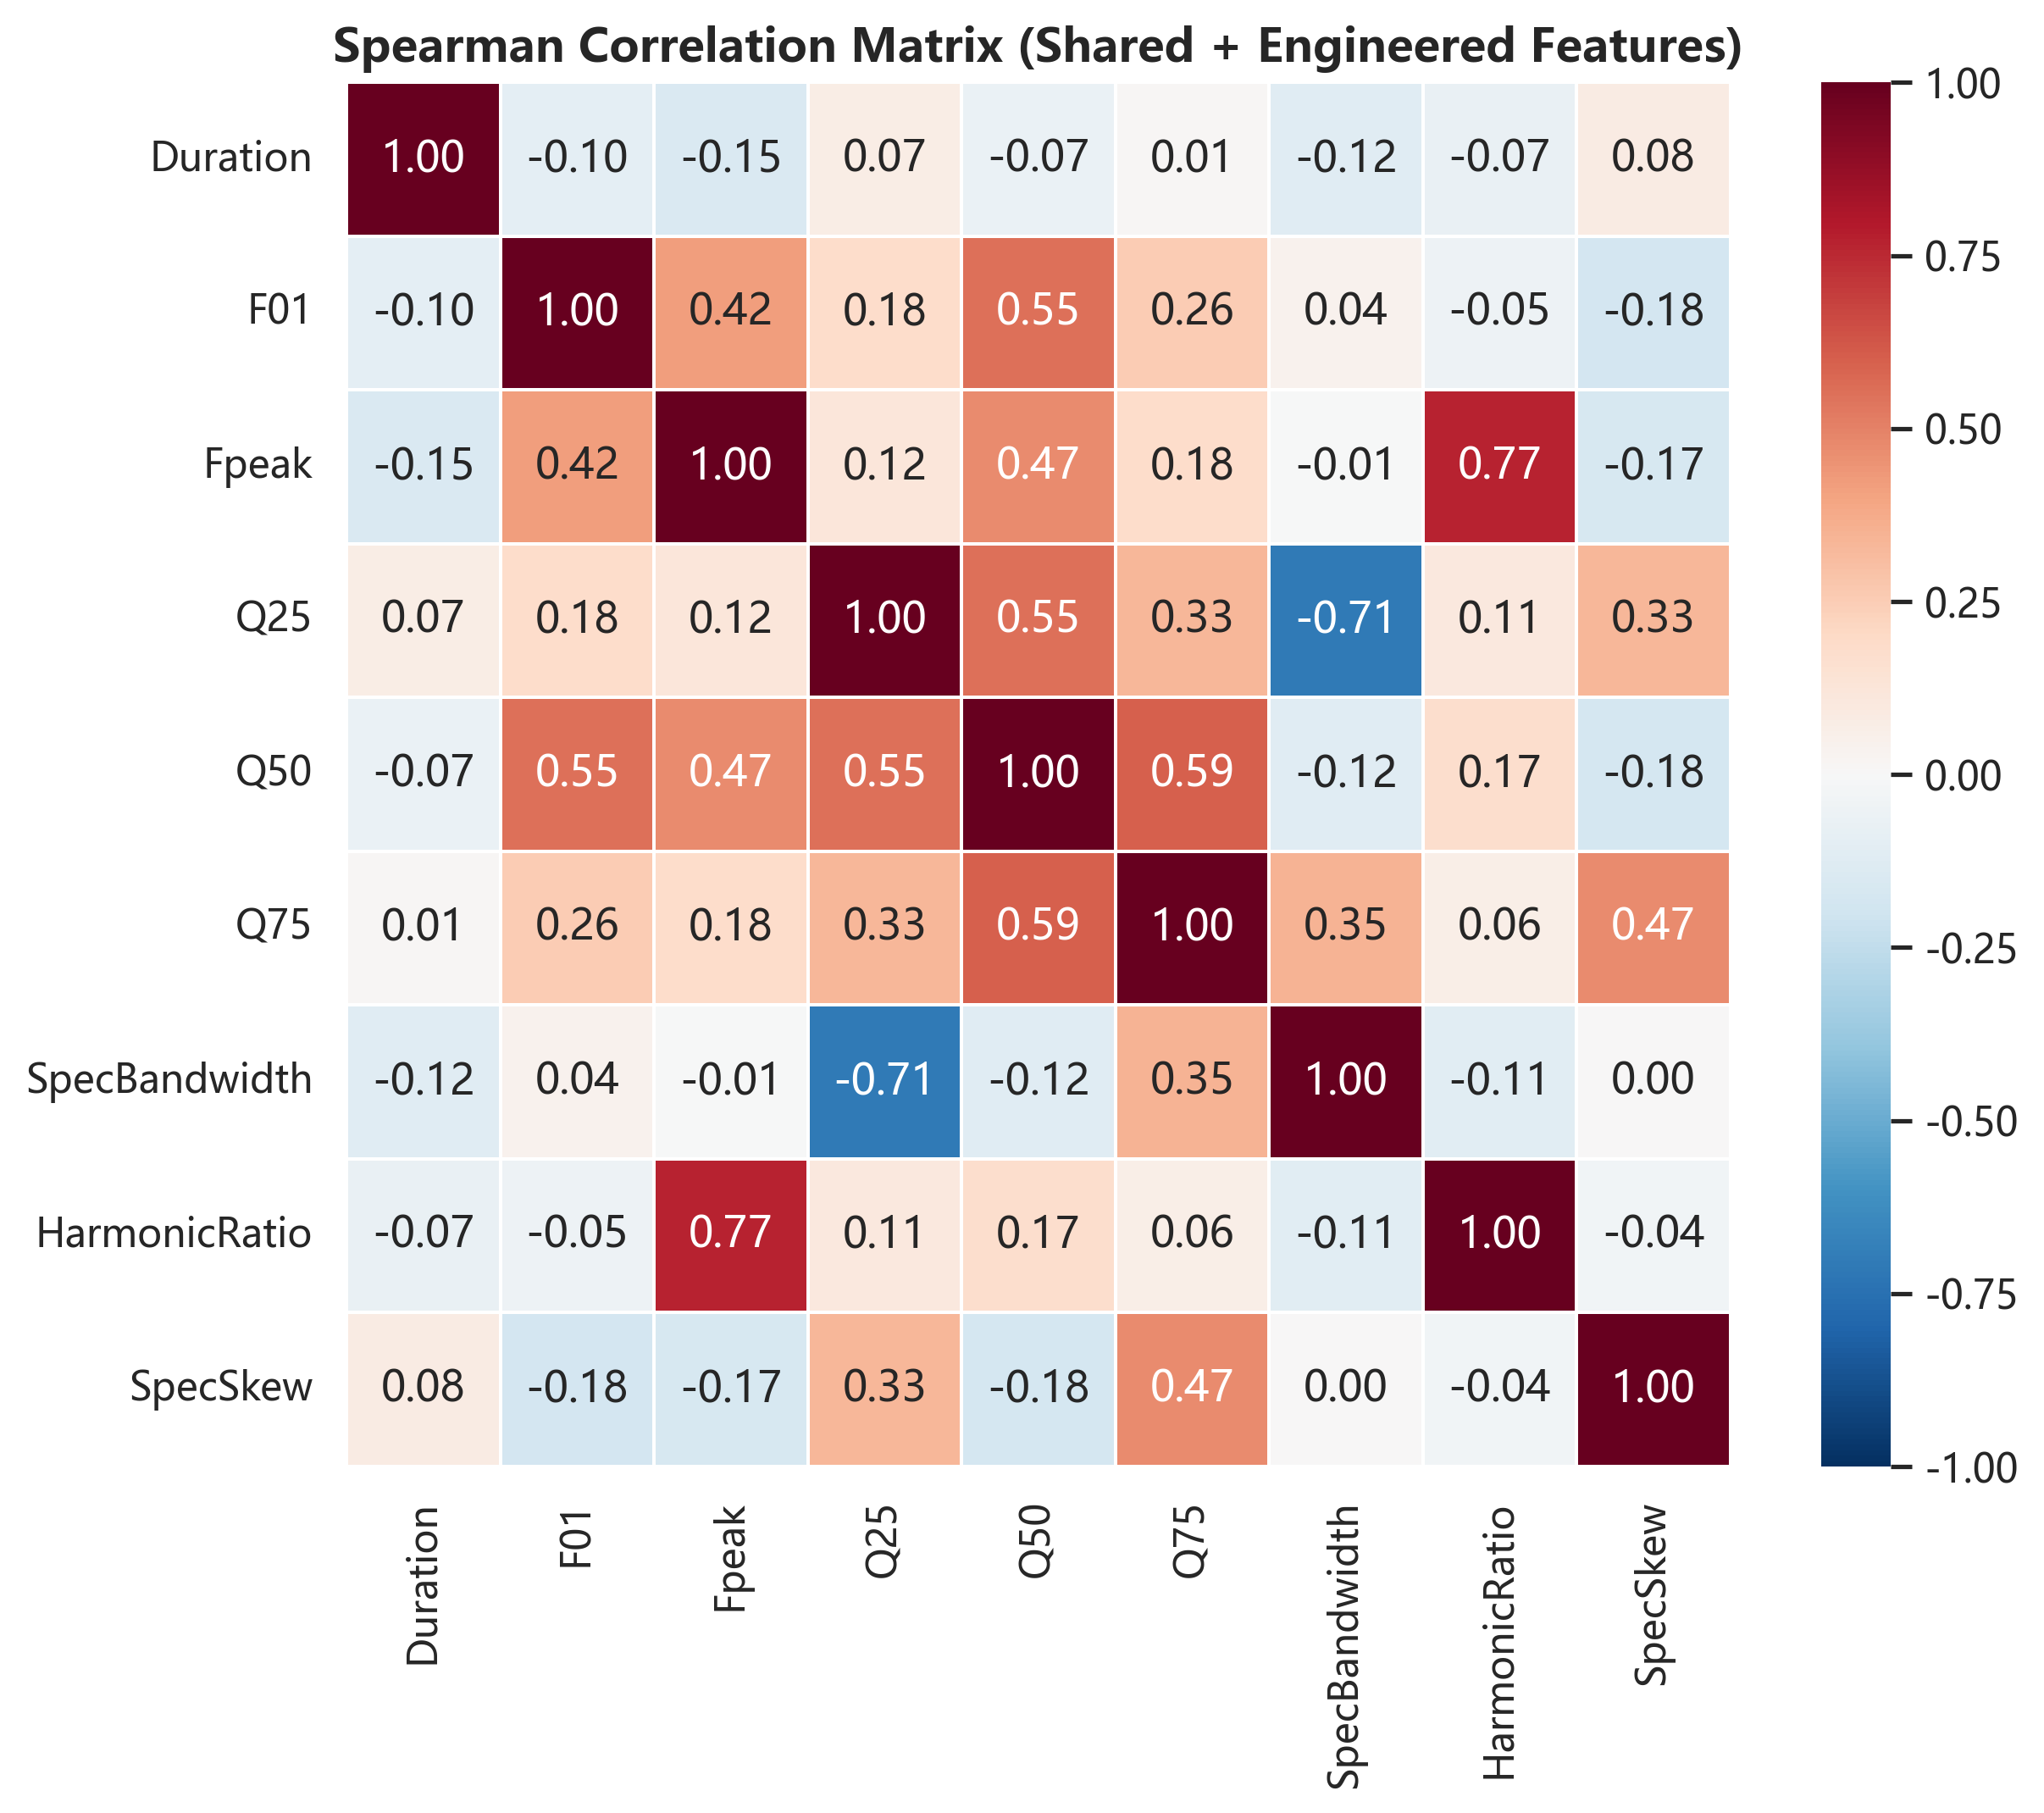 Spearman Correlation Matrix (Shared + Engineered Features)
Duration 1.00 -0.10 -0.15 0.07 -0.07 0.01 -0.12 -0.07 0.08
F01 -0.10 1.00 0.42 0.18 0.55 0.26 0.04 -0.05 -0.18
Fpeak -0.15 0.42 1.00 0.12 0.47 0.18 -0.01 0.77 -0.17
Q25 0.07 0.18 0.12 1.00 0.55 0.33 -0.71 0.11 0.33
Q50 -0.07 0.55 0.47 0.55 1.00 0.59 -0.12 0.17 -0.18
Q75 0.01 0.26 0.18 0.33 0.59 1.00 0.35 0.06 0.47
SpecBandwidth -0.12 0.04 -0.01 -0.71 -0.12 0.35 1.00 -0.11 0.00
HarmonicRatio -0.07 -0.05 0.77 0.11 0.17 0.06 -0.11 1.00 -0.04
SpecSkew 0.08 -0.18 -0.17 0.33 -0.18 0.47 0.00 -0.04 1.00
Duration
F01
Fpeak
Q25
Q50
Q75
SpecBandwidth
HarmonicRatio
SpecSkew
1.00
0.75
0.50
0.25
0.00
-0.25
-0.50
-0.75
-1.00